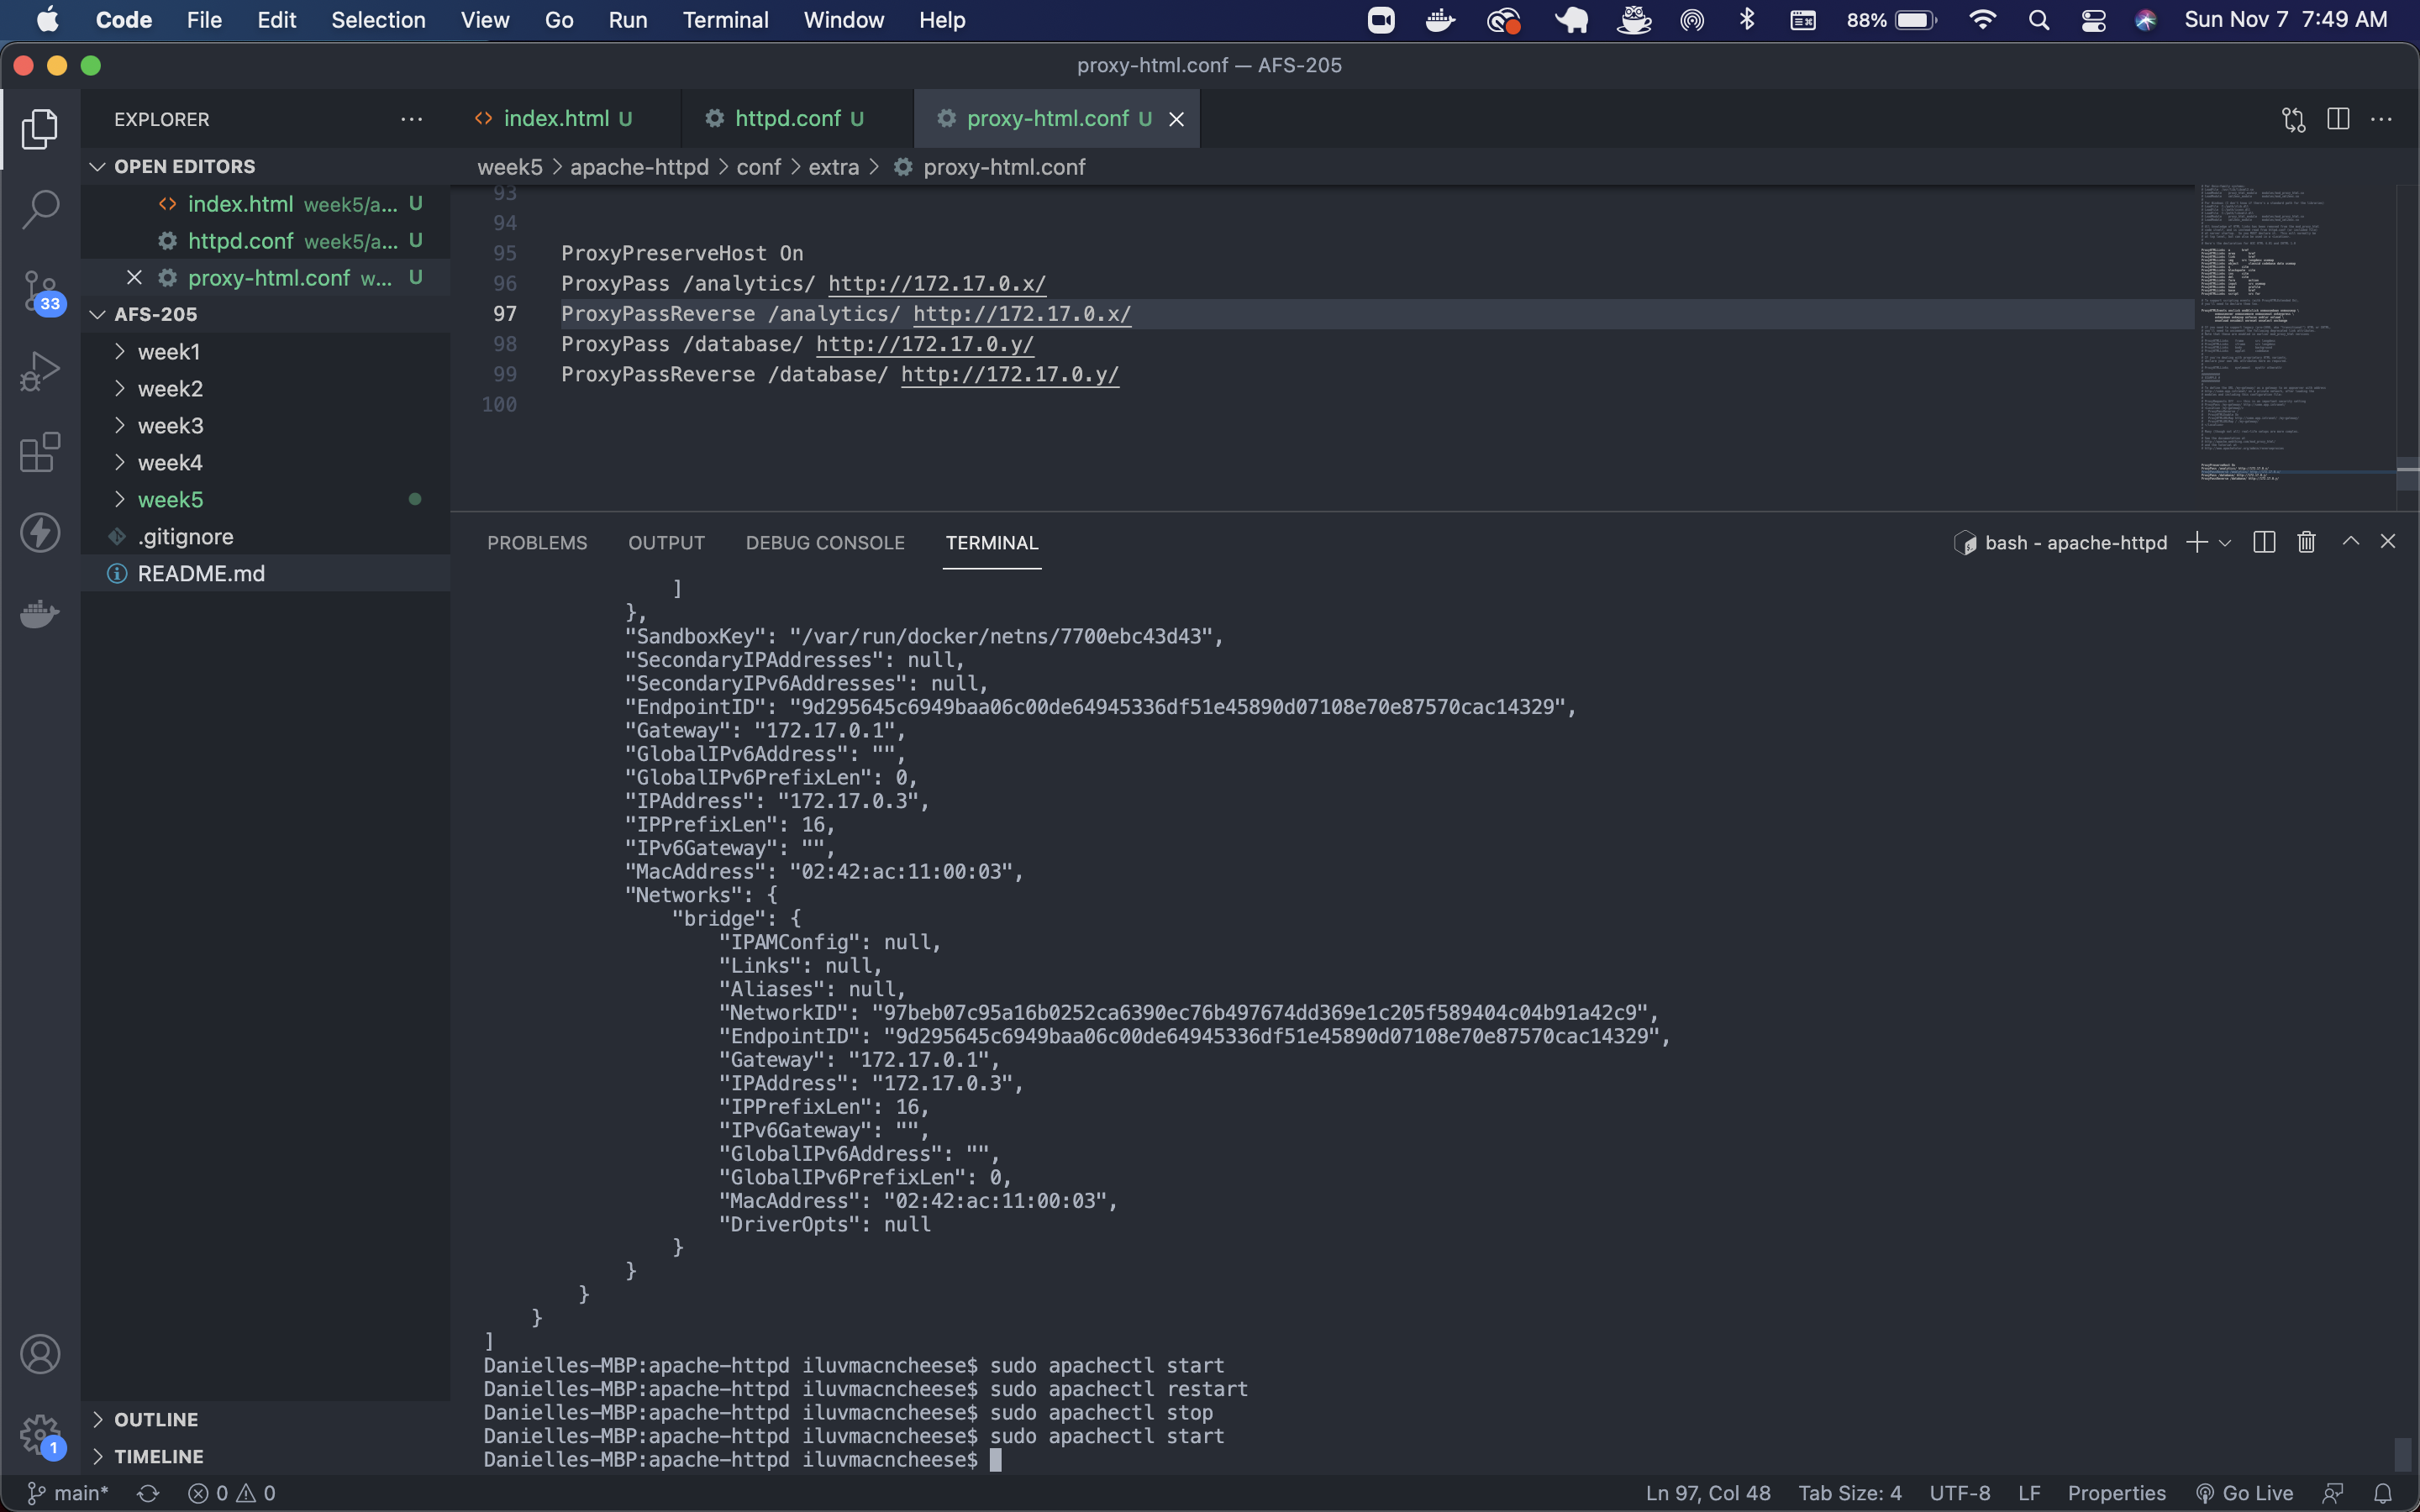 Code File Edit Selection View Go Run Terminal Window Help 88% Sun Nov 7 7:49 AM
proxy-html.conf — AFS-205
EXPLORER ··· index.html U httpd.conf U proxy-html.conf U
OPEN EDITORS
week5 > apache-httpd > conf > extra > proxy-html.conf
index.html week5/a... U
httpd.conf week5/a... U
proxy-html.conf w... U
AFS-205
week1
week2
week3
week4
week5
.gitignore
README.md
33
1
93
94
95 ProxyPreserveHost On
96 ProxyPass /analytics/ http://172.17.0.x/
97 ProxyPassReverse /analytics/ http://172.17.0.x/
98 ProxyPass /database/ http://172.17.0.y/
99 ProxyPassReverse /database/ http://172.17.0.y/
100
PROBLEMS OUTPUT DEBUG CONSOLE TERMINAL bash - apache-httpd
]
},
"SandboxKey": "/var/run/docker/netns/7700ebc43d43",
"SecondaryIPAddresses": null,
"SecondaryIPv6Addresses": null,
"EndpointID": "9d295645c6949baa06c00de64945336df51e45890d07108e70e87570cac14329",
"Gateway": "172.17.0.1",
"GlobalIPv6Address": "",
"GlobalIPv6PrefixLen": 0,
"IPAddress": "172.17.0.3",
"IPPrefixLen": 16,
"IPv6Gateway": "",
"MacAddress": "02:42:ac:11:00:03",
"Networks": {
"bridge": {
"IPAMConfig": null,
"Links": null,
"Aliases": null,
"NetworkID": "97beb07c95a16b0252ca6390ec76b497674dd369e1c205f589404c04b91a42c9",
"EndpointID": "9d295645c6949baa06c00de64945336df51e45890d07108e70e87570cac14329",
"Gateway": "172.17.0.1",
"IPAddress": "172.17.0.3",
"IPPrefixLen": 16,
"IPv6Gateway": "",
"GlobalIPv6Address": "",
"GlobalIPv6PrefixLen": 0,
"MacAddress": "02:42:ac:11:00:03",
"DriverOpts": null
}
}
}
}
]
Danielles-MBP:apache-httpd iluvmacncheese$ sudo apachectl start
Danielles-MBP:apache-httpd iluvmacncheese$ sudo apachectl restart
Danielles-MBP:apache-httpd iluvmacncheese$ sudo apachectl stop
Danielles-MBP:apache-httpd iluvmacncheese$ sudo apachectl start
Danielles-MBP:apache-httpd iluvmacncheese$
OUTLINE
TIMELINE
main* 0 0 Ln 97, Col 48 Tab Size: 4 UTF-8 LF Properties Go Live